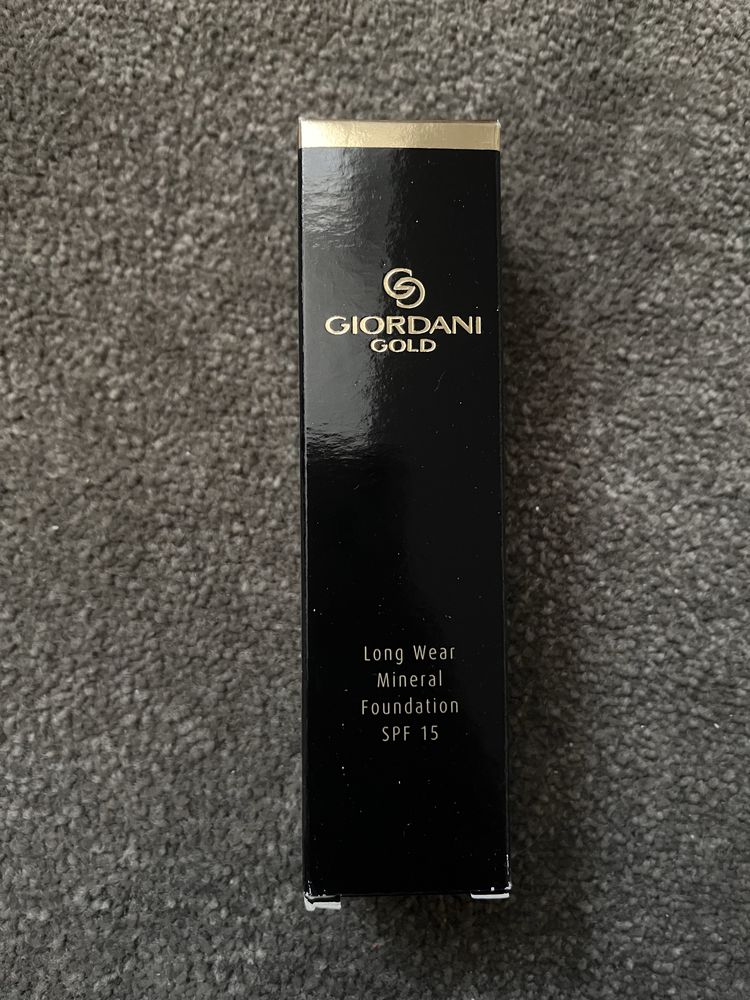 GIORDANI
GOLD
Long Wear
Mineral
Foundation
SPF 15